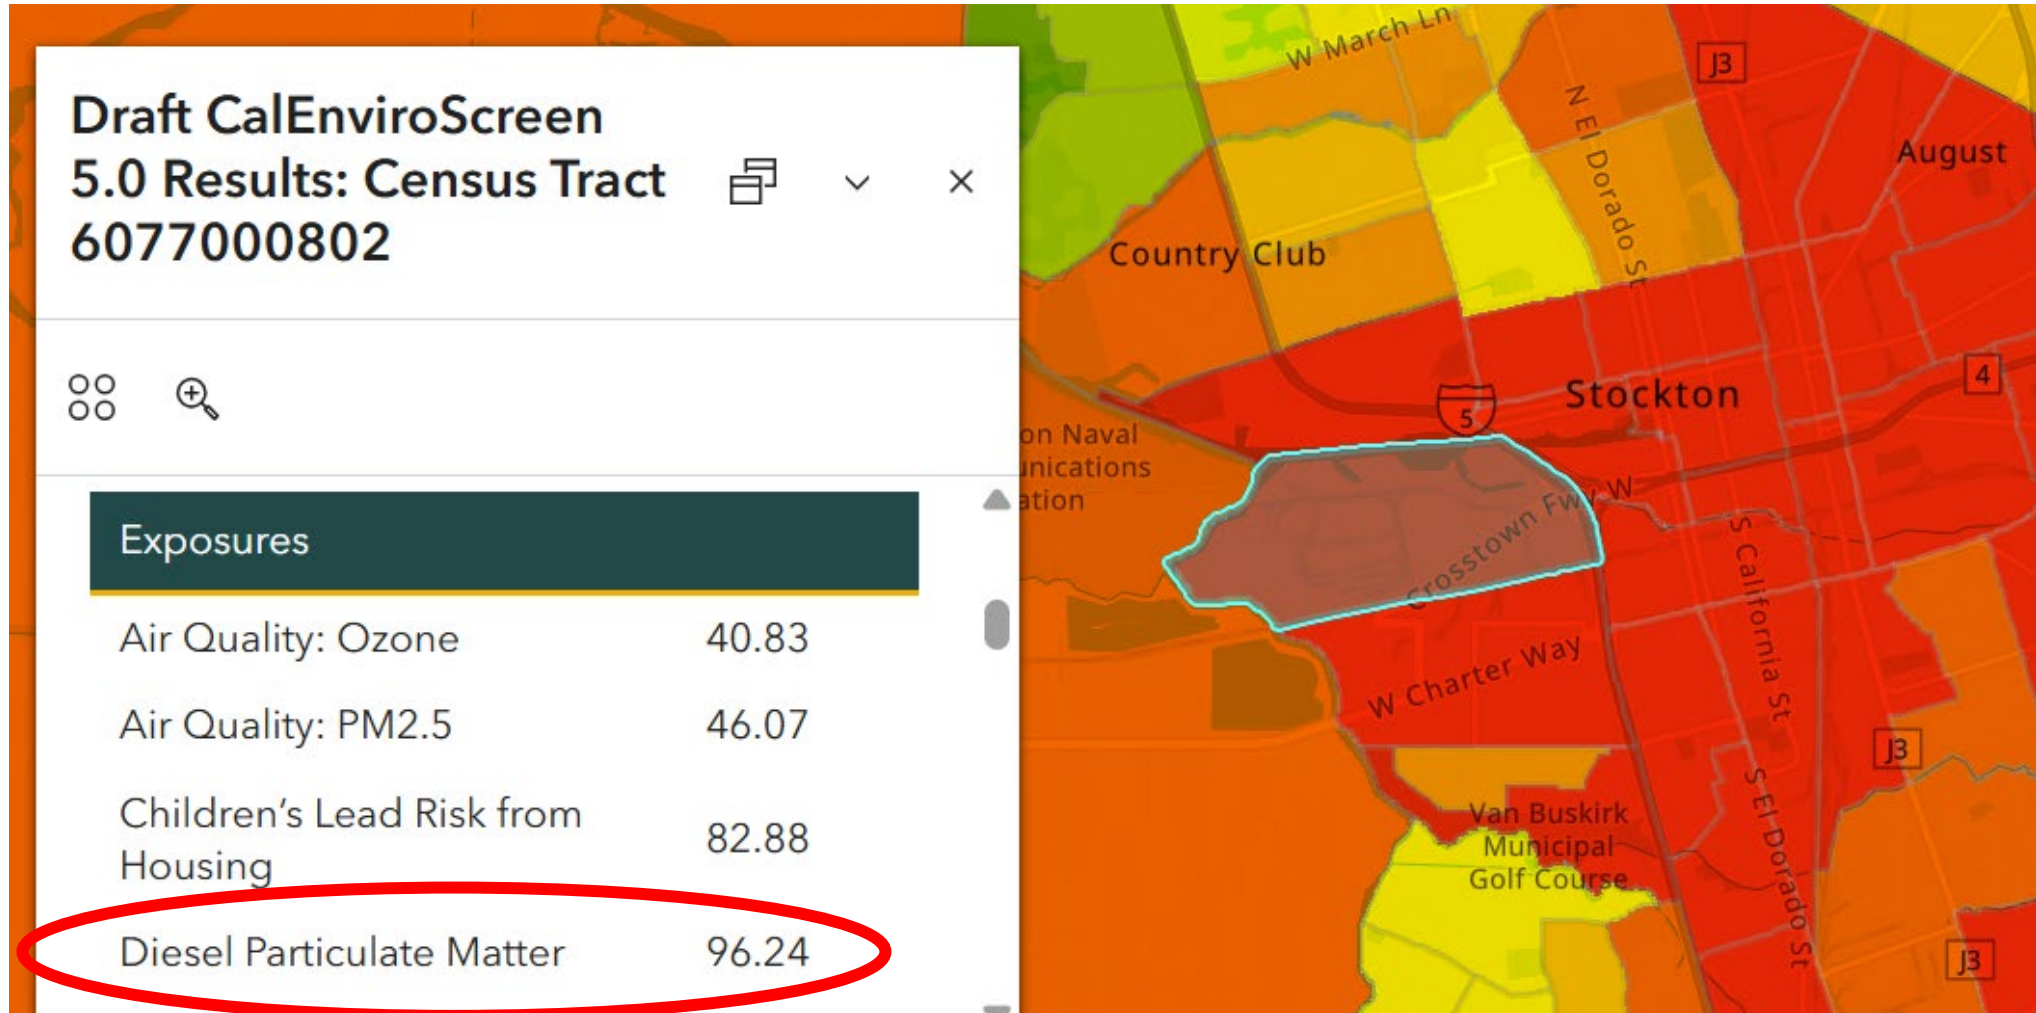 Draft CalEnviroScreen
5.0 Results: Census Tract
6077000802
Exposures
Air Quality: Ozone 40.83
Air Quality: PM2.5 46.07
Children's Lead Risk from
Housing 82.88
Diesel Particulate Matter 96.24
W March Ln
J3
N El Dorado St
August
Country Club
Stockton
4
5
on Naval
unications
ation
Crosstown Fwy W
S California St
W Charter Way
J3
S El Dorado St
Van Buskirk
Municipal
Golf Course
J3